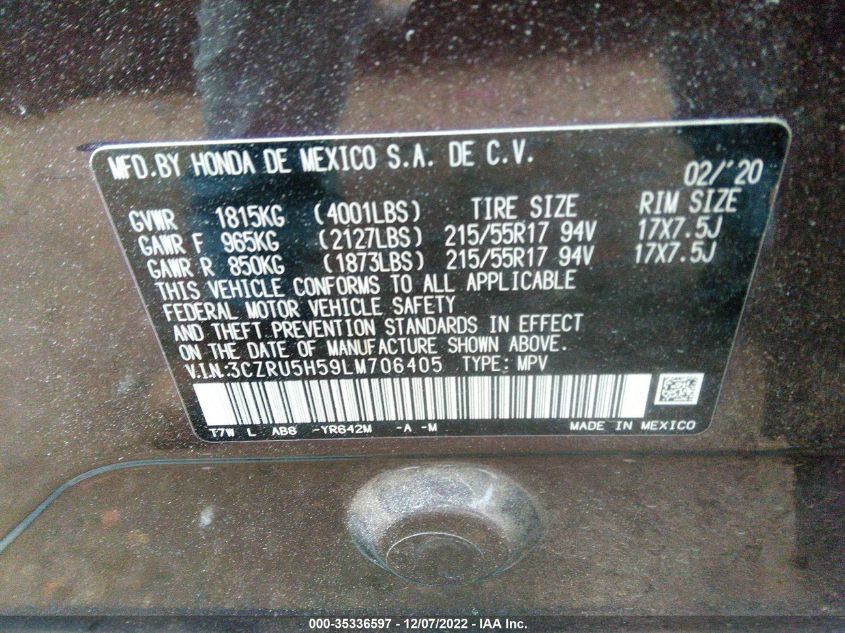 MFD.BY HONDA DE MEXICO S.A. DE C.V. 02/'20
GVWR 1815KG (4001LBS) TIRE SIZE RIM SIZE
GAWR F 965KG (2127LBS) 215/55R17 94V 17X7.5J
GAWR R 850KG (1873LBS) 215/55R17 94V 17X7.5J
THIS VEHICLE CONFORMS TO ALL APPLICABLE
FEDERAL MOTOR VEHICLE SAFETY
AND THEFT PREVENTION STANDARDS IN EFFECT
ON THE DATE OF MANUFACTURE SHOWN ABOVE.
V.I.N:3CZRU5H59LM706405 TYPE: MPV
T7W L AB8 -YR642M -A -M MADE IN MEXICO
000-35336597 - 12/07/2022 - IAA Inc.